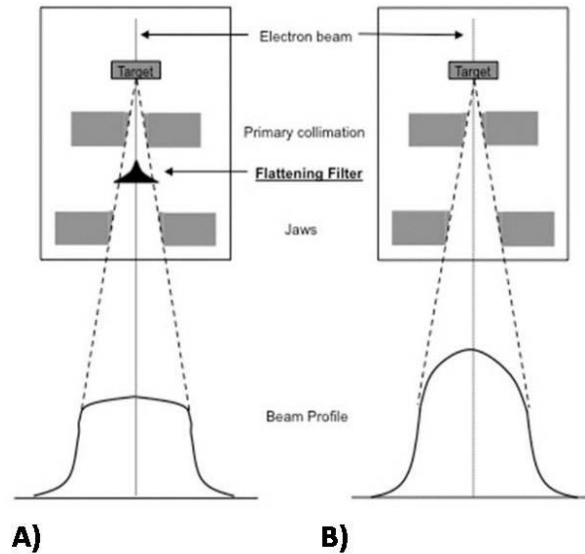 Electron beam
Target Target
Primary collimation
Flattening Filter
Jaws
Beam Profile
A) B)